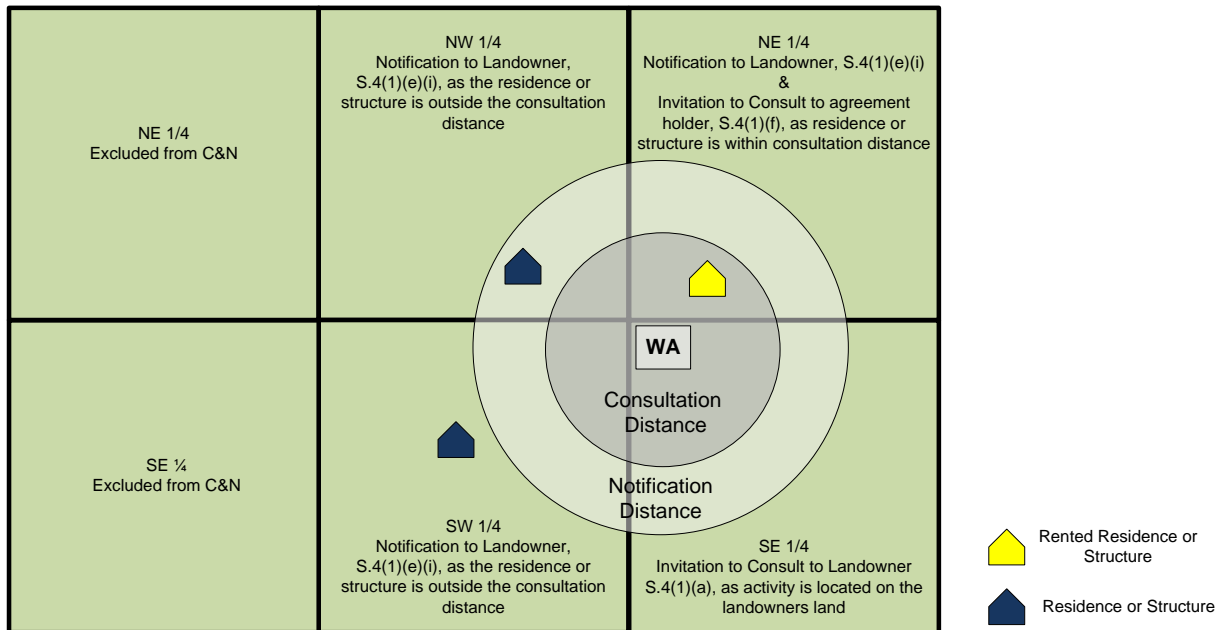 NW 1/4
Notification to Landowner,
S.4(1)(e)(i), as the residence or
structure is outside the consultation
distance
NE 1/4
Notification to Landowner, S.4(1)(e)(i)
&
Invitation to Consult to agreement
holder, S.4(1)(f), as residence or
structure is within consultation distance
NE 1/4
Excluded from C&N
WA
Consultation
Distance
Notification
Distance
SE ¼
Excluded from C&N
SW 1/4
Notification to Landowner,
S.4(1)(e)(i), as the residence or
structure is outside the consultation
distance
SE 1/4
Invitation to Consult to Landowner
S.4(1)(a), as activity is located on the
landowners land
Rented Residence or
Structure
Residence or Structure